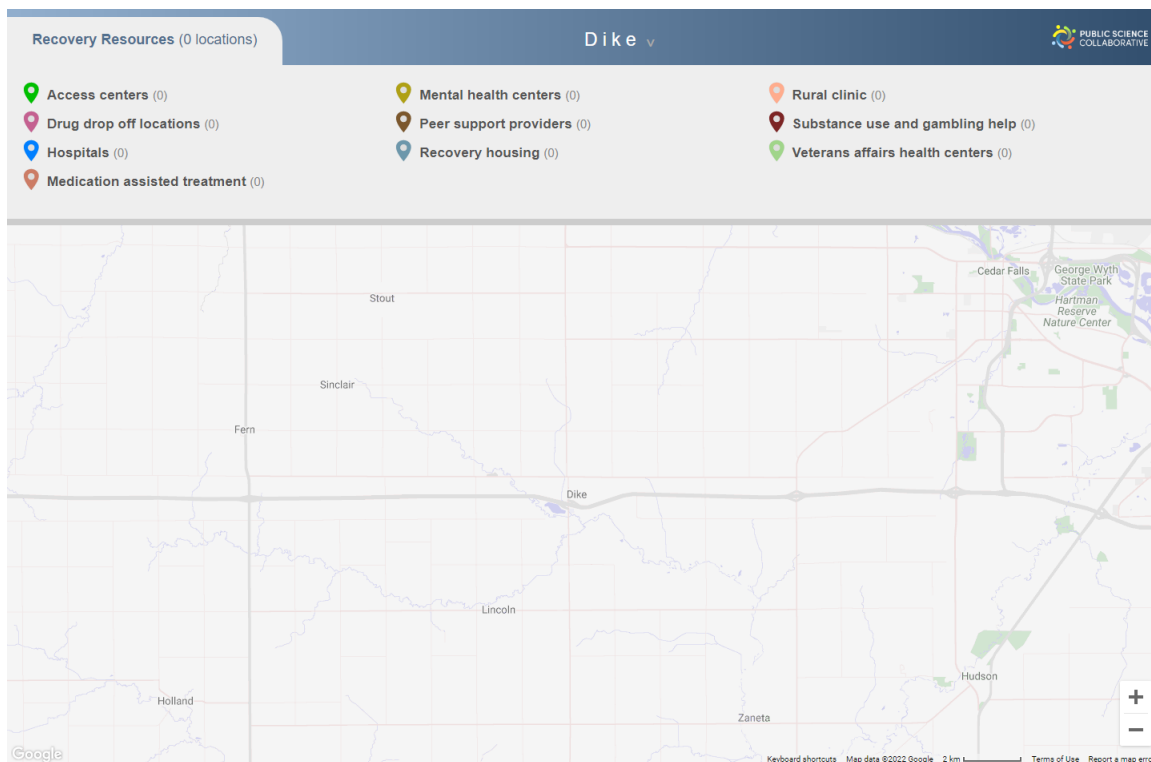 Recovery Resources (0 locations)
Dike v
PUBLIC SCIENCE
COLLABORATIVE
Access centers (0)
Drug drop off locations (0)
Hospitals (0)
Medication assisted treatment (0)
Mental health centers (0)
Peer support providers (0)
Recovery housing (0)
Rural clinic (0)
Substance use and gambling help (0)
Veterans affairs health centers (0)
Cedar Falls
George Wyth
State Park
Hartman
Reserve
Nature Center
Stout
Sinclair
Fern
Dike
Lincoln
Hudson
Holland
Zaneta
+
−
Google
Keyboard shortcuts
Map data ©2022 Google
2 km
Terms of Use
Report a map erro